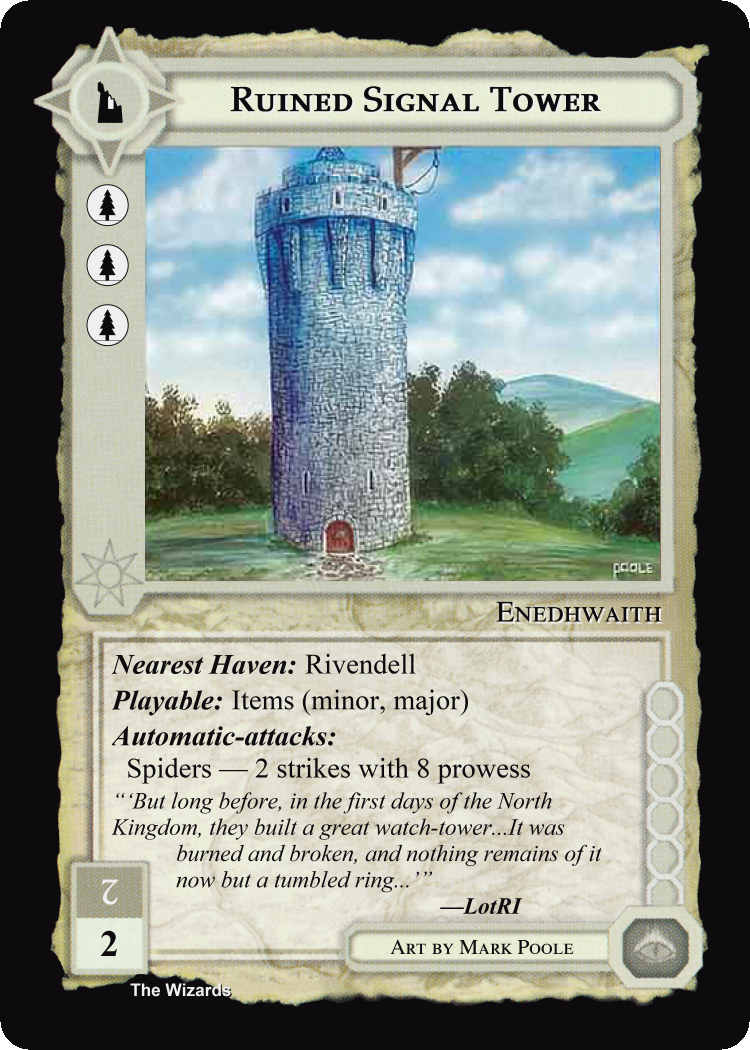 Ruined Signal Tower
POOLE
Enedhwaith
Nearest Haven: Rivendell
Playable: Items (minor, major)
Automatic-attacks:
Spiders — 2 strikes with 8 prowess
“‘But long before, in the first days of the North
Kingdom, they built a great watch-tower...It was
burned and broken, and nothing remains of it
now but a tumbled ring...’”
—LotRI
2
2
Art by Mark Poole
The Wizards